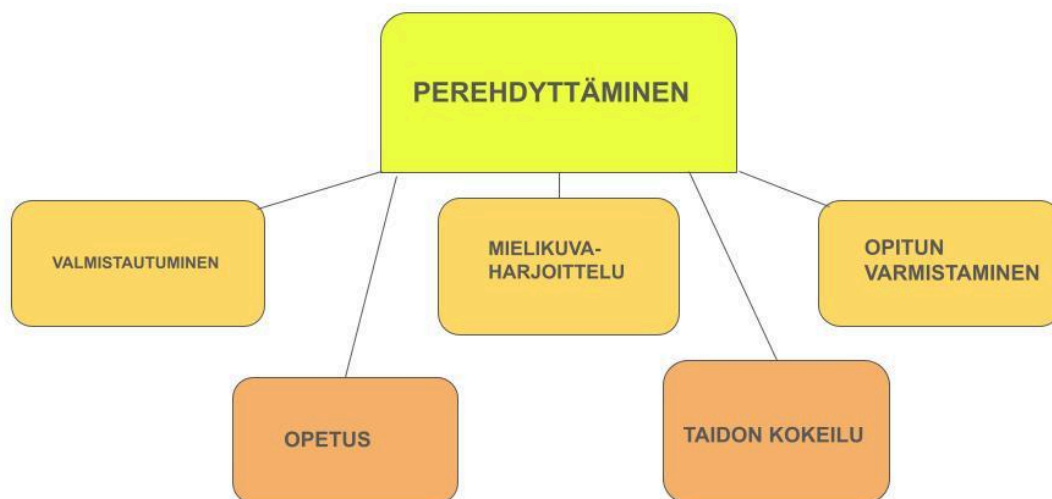 PEREHDYTTÄMINEN
VALMISTAUTUMINEN
MIELIKUVA-
HARJOITTELU
OPITUN
VARMISTAMINEN
OPETUS
TAIDON KOKEILU